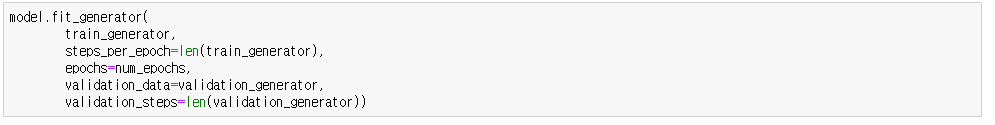 model.fit_generator(
        train_generator,
        steps_per_epoch=len(train_generator),
        epochs=num_epochs,
        validation_data=validation_generator,
        validation_steps=len(validation_generator))